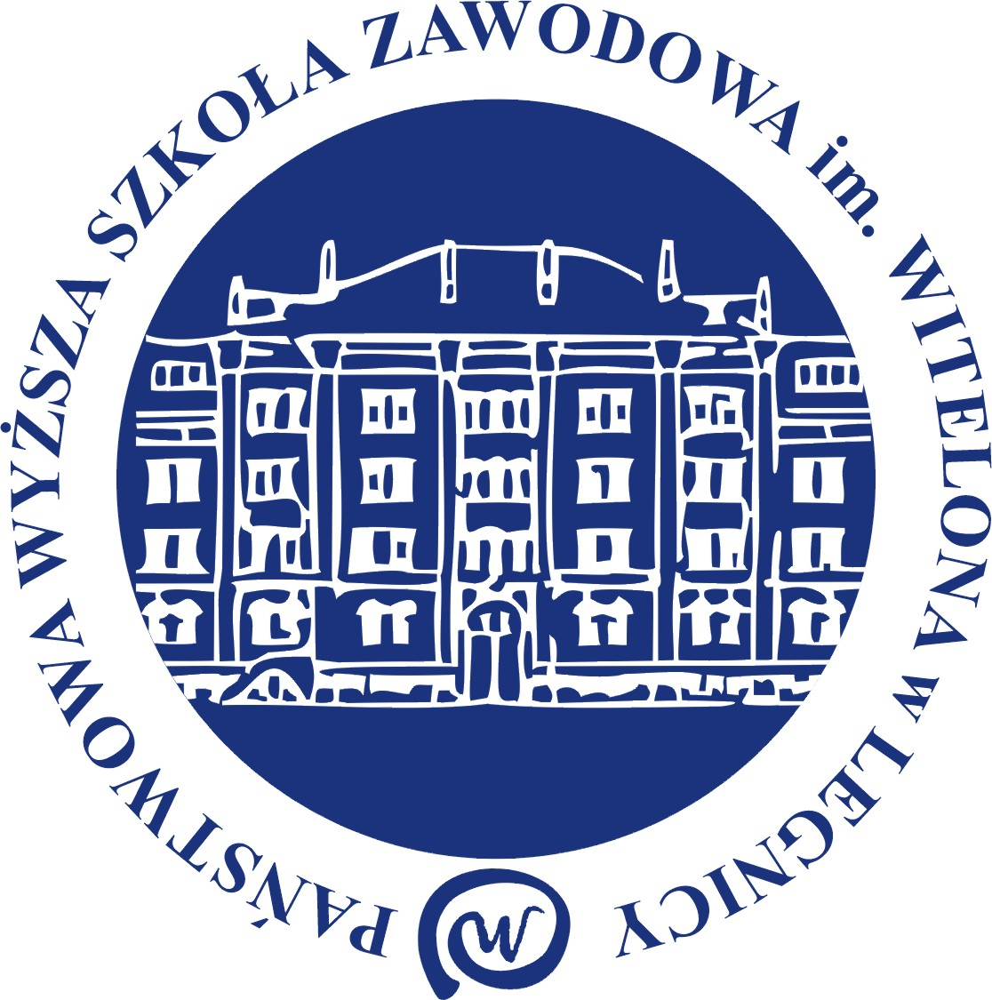 PAŃSTWOWA WYŻSZA SZKOŁA ZAWODOWA im. WITELONA w LEGNICY
W